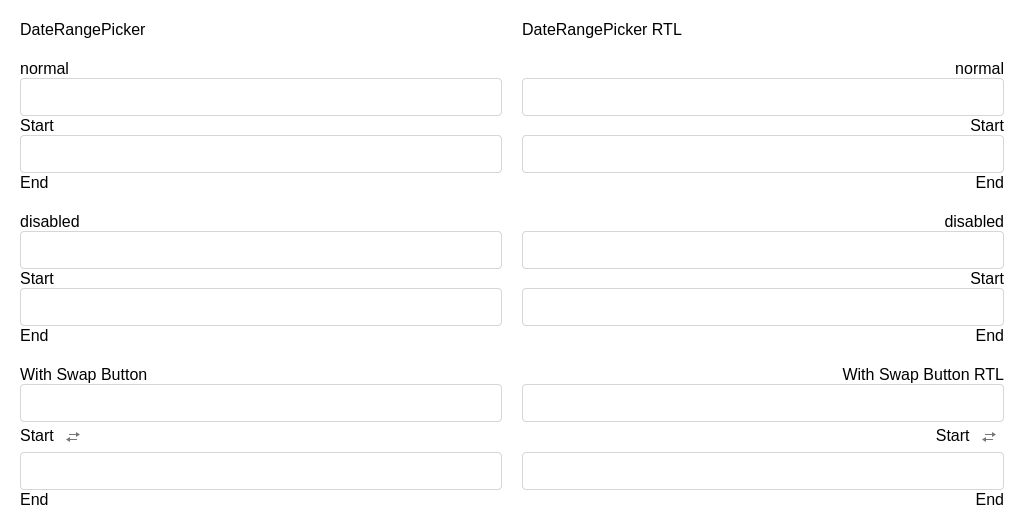 DateRangePicker
normal
Start
End
disabled
Start
End
With Swap Button
Start
End
DateRangePicker RTL
normal
Start
End
disabled
Start
End
With Swap Button RTL
Start
End